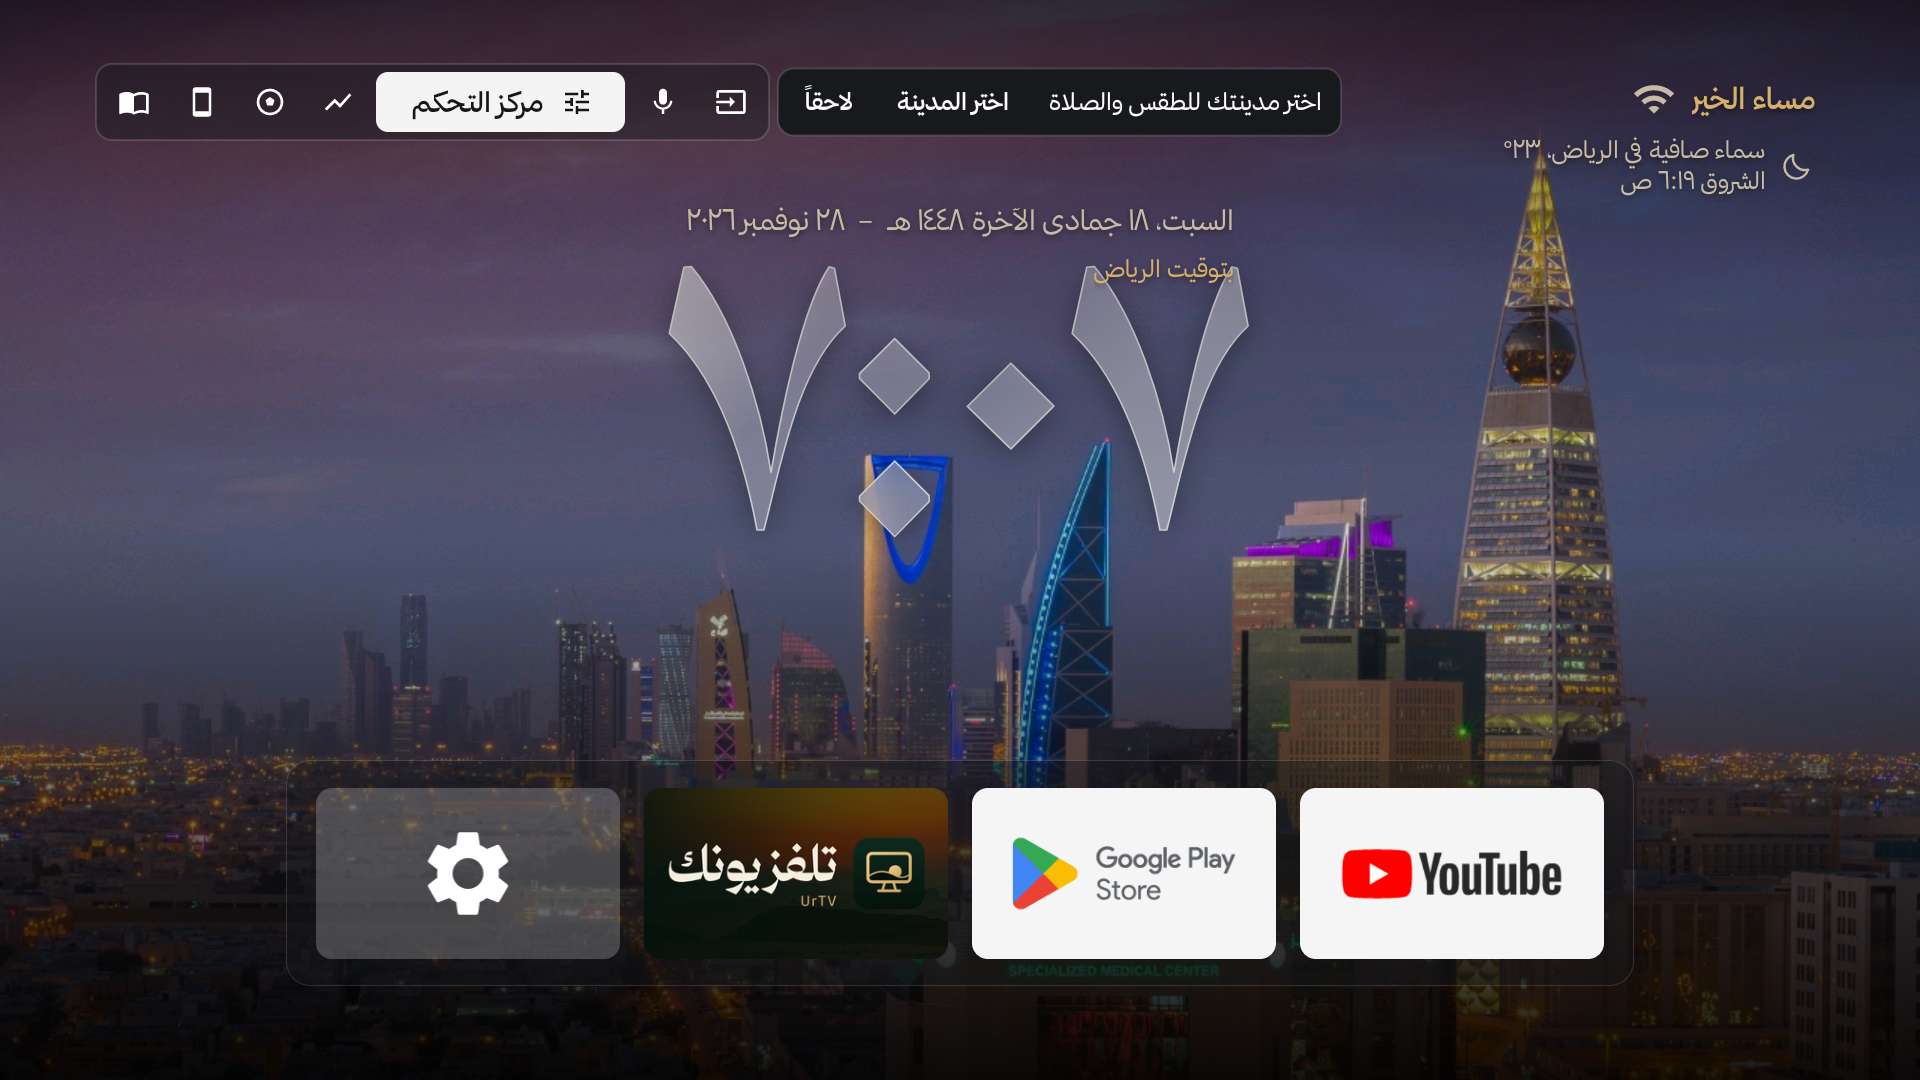 مساء الخير
سماء صافية في الرياض، ٢٣°
الشروق ٦:١٩ ص
اختر مدينتك للطقس والصلاة
اختر المدينة
لاحقاً
مركز التحكم
السبت، ١٨ جمادى الآخرة ١٤٤٨ هـ – ٢٨ نوفمبر ٢٠٢٦
بتوقيت الرياض
٧:٠٧
YouTube
Google Play
Store
تلفزيونك
UrTV
SPECIALIZED MEDICAL CENTER